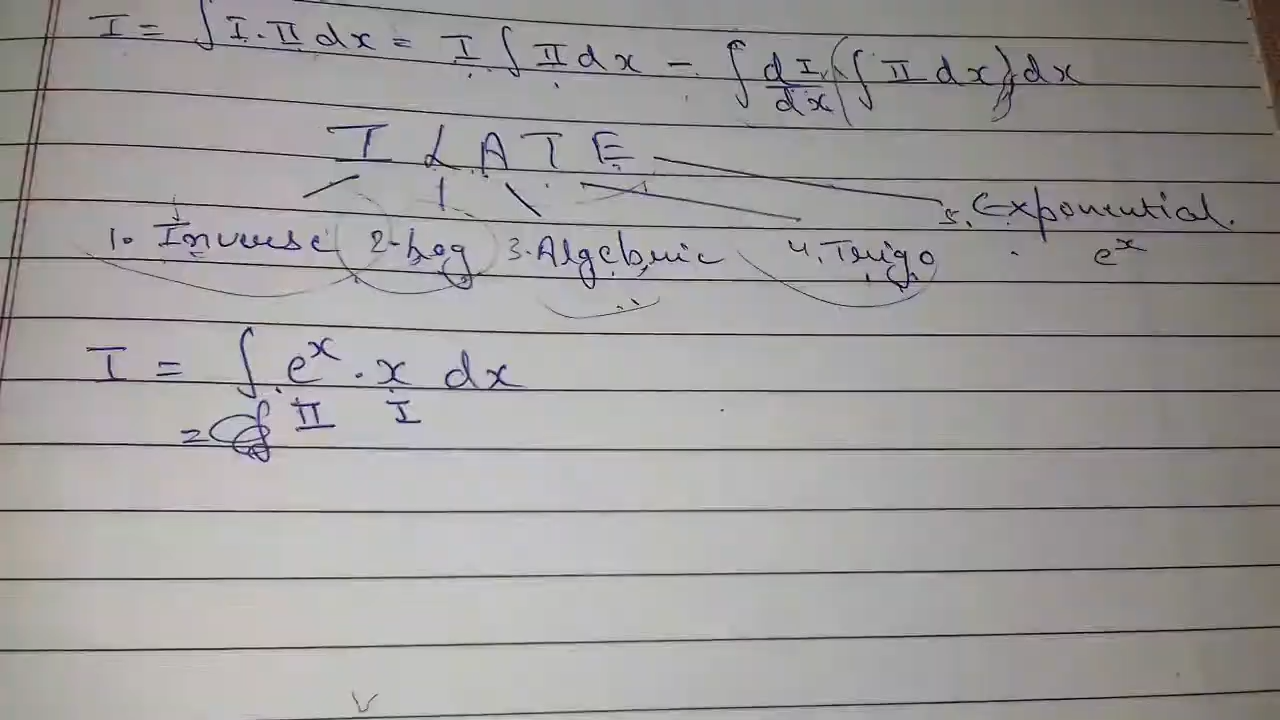 I = ∫ I · II dx = I ∫ II dx − ∫ dI/dx (∫ II dx) dx
I L A T E
5. Exponential.
1. Inverse 2- Log 3. Algebric 4. Trigo e^x
I = ∫ e^x . x dx
= II I